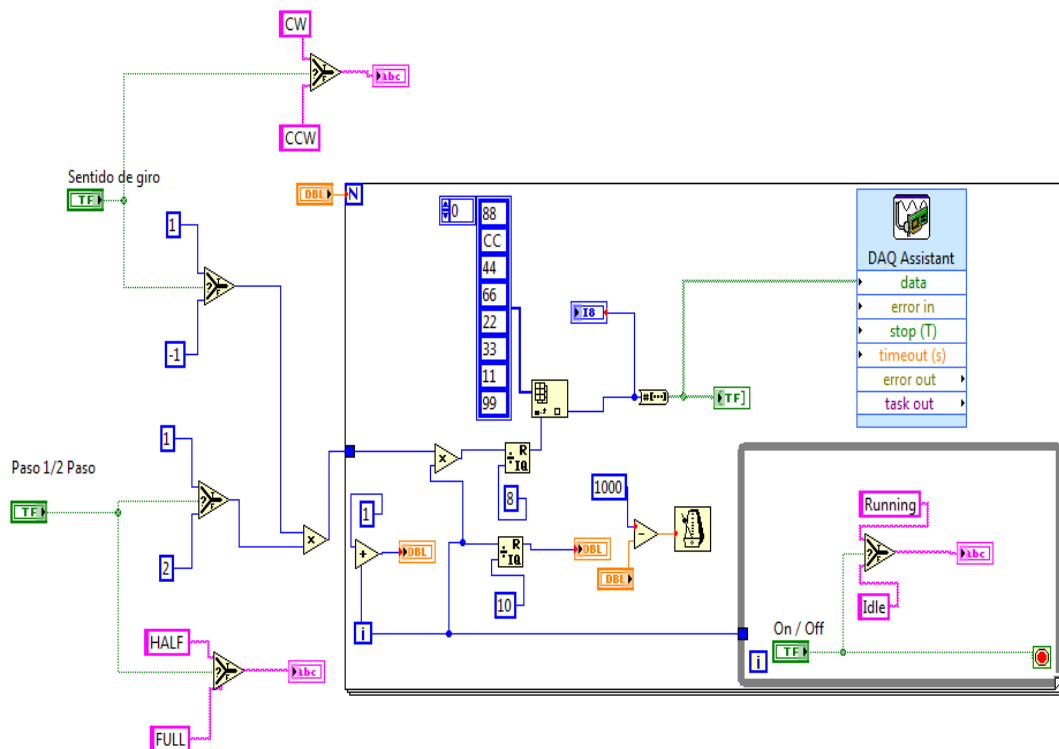 CW
abc
CCW
Sentido de giro
TF
DBL
N
0
88
CC
44
66
22
33
11
99
DAQ Assistant
data
error in
stop (T)
timeout (s)
error out
task out
1
-1
I8
#[···]
TF]
1
Paso 1/2 Paso
TF
2
x
x
R
IQ
8
1
+
DBL
R
IQ
10
DBL
1000
-
DBL
i
HALF
abc
FULL
Running
abc
Idle
On / Off
TF
i